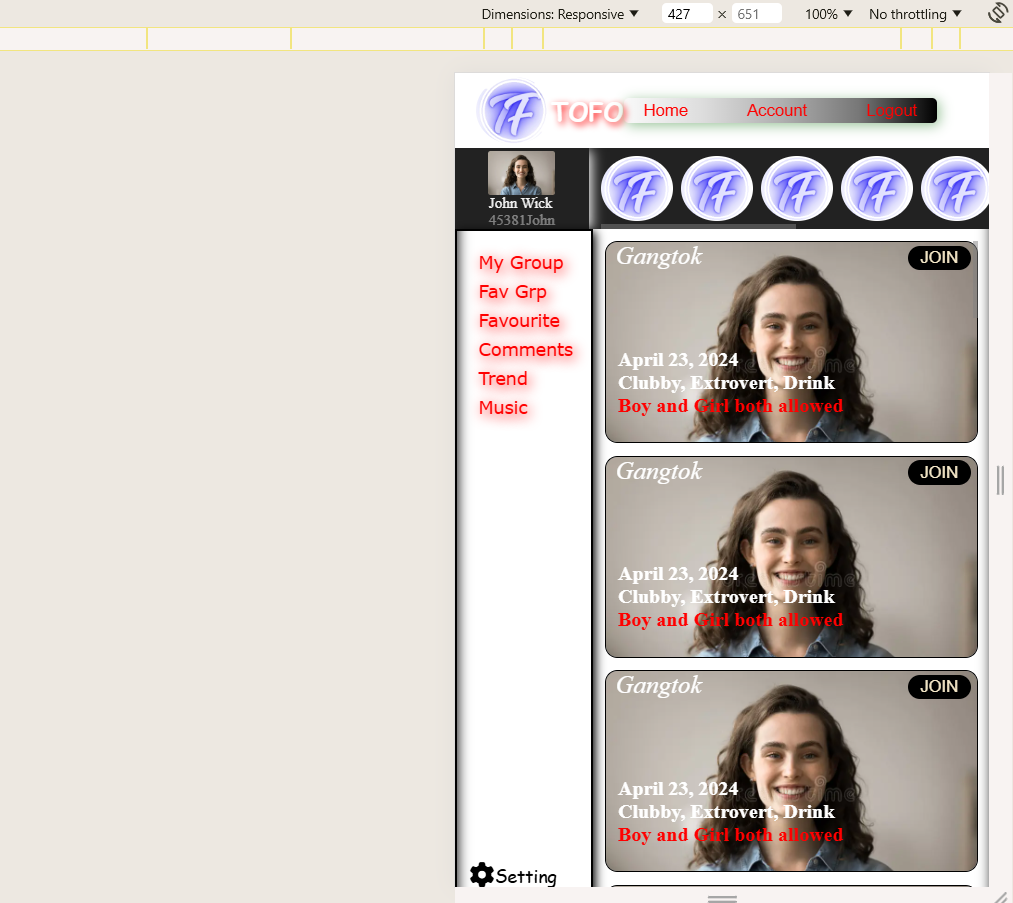 Dimensions: Responsive 427 × 651 100% No throttling
TF TOFO Home Account Logout
TF TF TF TF TF
John Wick
45381John
My Group
Fav Grp
Favourite
Comments
Trend
Music
Setting
Gangtok JOIN
April 23, 2024
Clubby, Extrovert, Drink
Boy and Girl both allowed
Gangtok JOIN
April 23, 2024
Clubby, Extrovert, Drink
Boy and Girl both allowed
Gangtok JOIN
April 23, 2024
Clubby, Extrovert, Drink
Boy and Girl both allowed